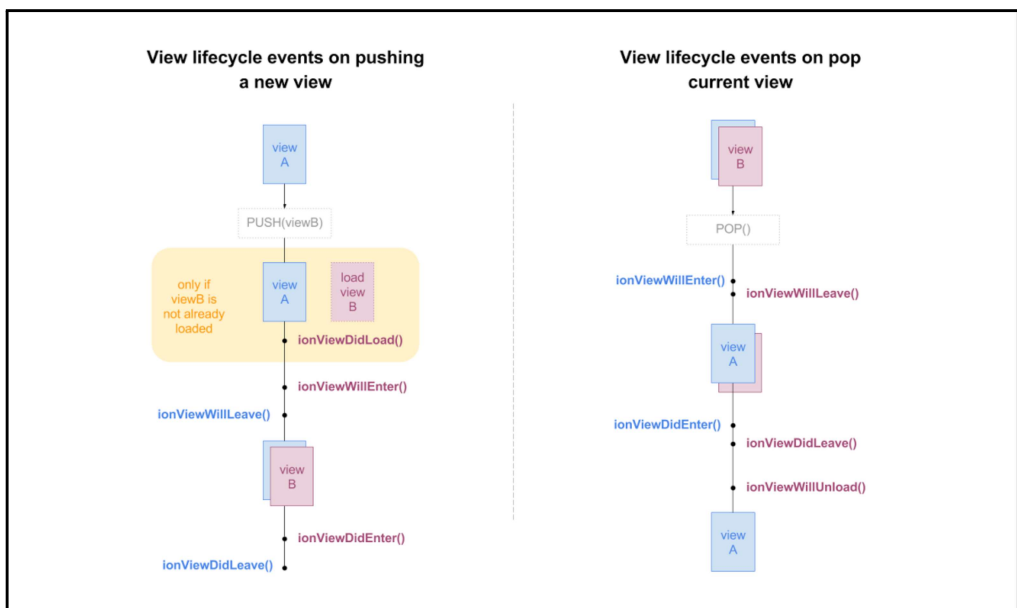 View lifecycle events on pushing
a new view
view
A
PUSH(viewB)
only if
viewB is
not already
loaded
view
A
load
view
B
ionViewDidLoad()
ionViewWillEnter()
ionViewWillLeave()
view
B
ionViewDidEnter()
ionViewDidLeave()
View lifecycle events on pop
current view
view
B
POP()
ionViewWillEnter()
ionViewWillLeave()
view
A
ionViewDidEnter()
ionViewDidLeave()
ionViewWillUnload()
view
A